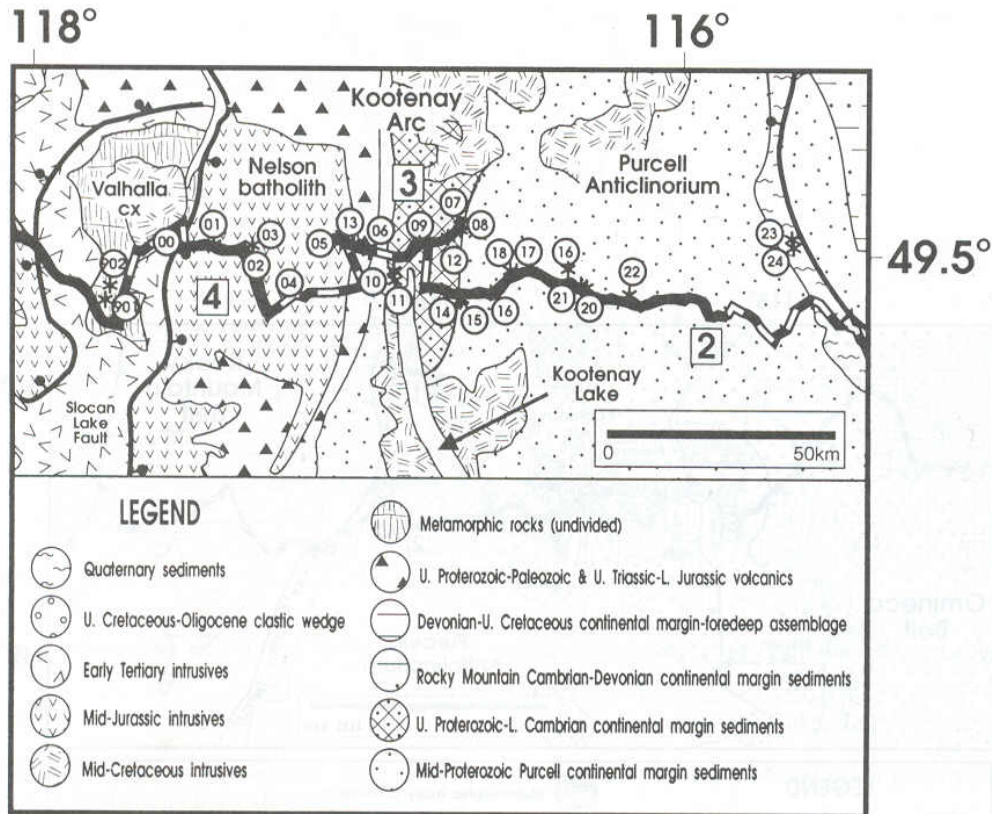 118°
116°
Kootenay
Arc
Valhalla
cx
Nelson
batholith
3
Purcell
Anticlinorium
07
13
06
09
08
00
01
03
05
23
902
02
12
18
17
16
24
49.5°
04
10
22
901
4
11
14
15
16
21
20
2
Kootenay
Lake
Slocan
Lake
Fault
0
50km
LEGEND
Metamorphic rocks (undivided)
Quaternary sediments
U. Proterozoic-Paleozoic & U. Triassic-L. Jurassic volcanics
U. Cretaceous-Oligocene clastic wedge
Devonian-U. Cretaceous continental margin-foredeep assemblage
Early Tertiary intrusives
Rocky Mountain Cambrian-Devonian continental margin sediments
Mid-Jurassic intrusives
U. Proterozoic-L. Cambrian continental margin sediments
Mid-Cretaceous intrusives
Mid-Proterozoic Purcell continental margin sediments